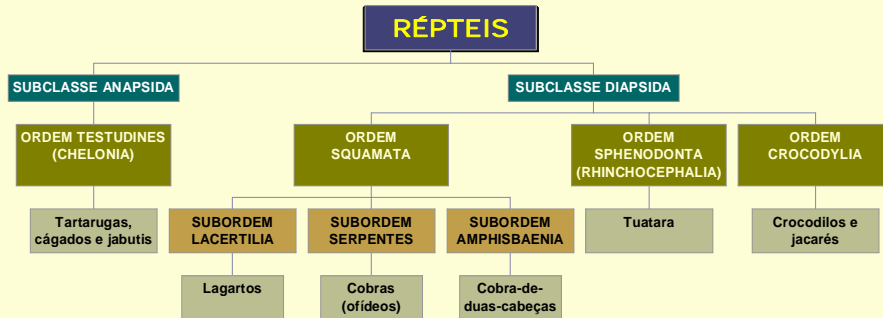 RÉPTEIS
SUBCLASSE ANAPSIDA
SUBCLASSE DIAPSIDA
ORDEM TESTUDINES
(CHELONIA)
ORDEM
SQUAMATA
ORDEM
SPHENODONTA
(RHINCHOCEPHALIA)
ORDEM
CROCODYLIA
Tartarugas,
cágados e jabutis
SUBORDEM
LACERTILIA
SUBORDEM
SERPENTES
SUBORDEM
AMPHISBAENIA
Tuatara
Crocodilos e
jacarés
Lagartos
Cobras
(ofídeos)
Cobra-de-
duas-cabeças